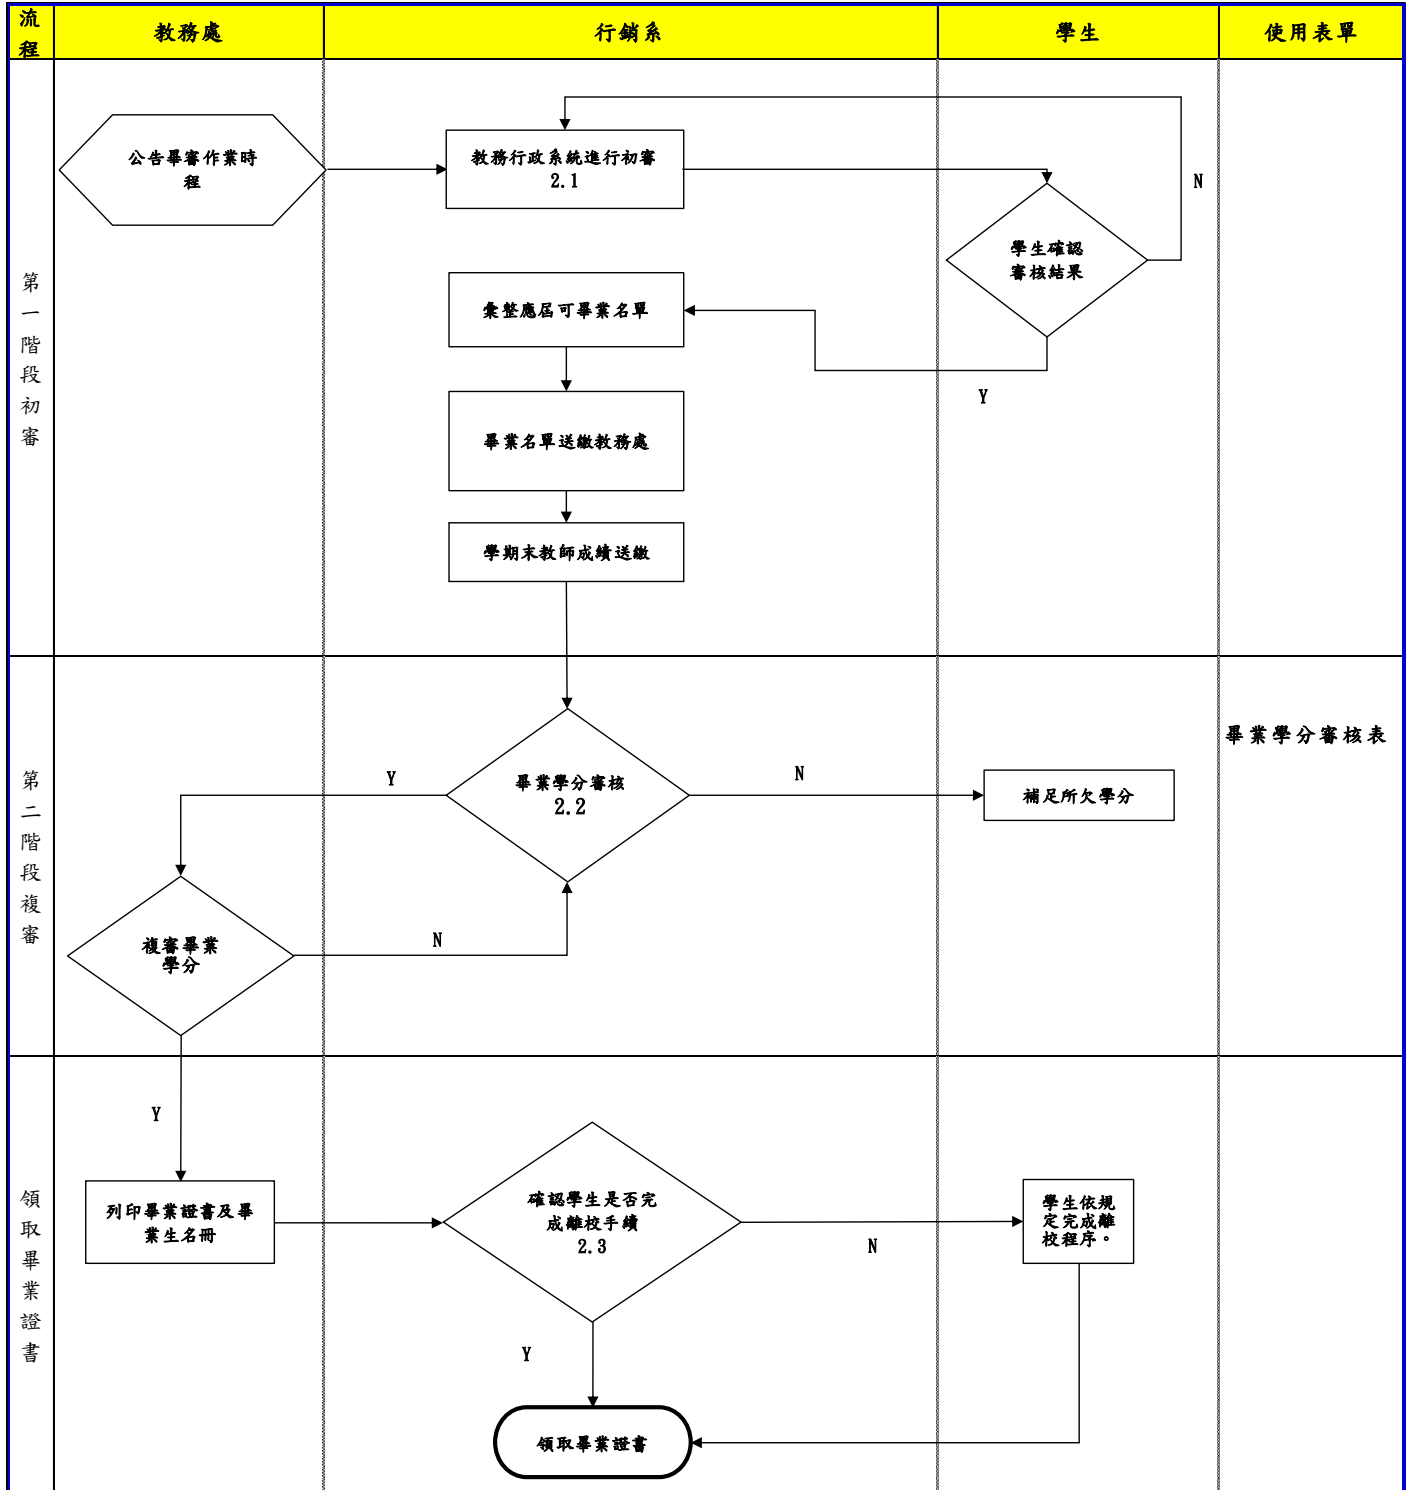 流
程
教務處
行銷系
學生
使用表單
第
一
階
段
初
審
公告畢審作業時
程
教務行政系統進行初審
2.1
N
學生確認
審核結果
彙整應屆可畢業名單
Y
畢業名單送繳教務處
學期末教師成績送繳
第
二
階
段
複
審
畢業學分審核表
Y
畢業學分審核
2.2
N
補足所欠學分
複審畢業
學分
N
領
取
畢
業
證
書
Y
列印畢業證書及畢
業生名冊
確認學生是否完
成離校手續
2.3
N
學生依規
定完成離
校程序。
Y
領取畢業證書